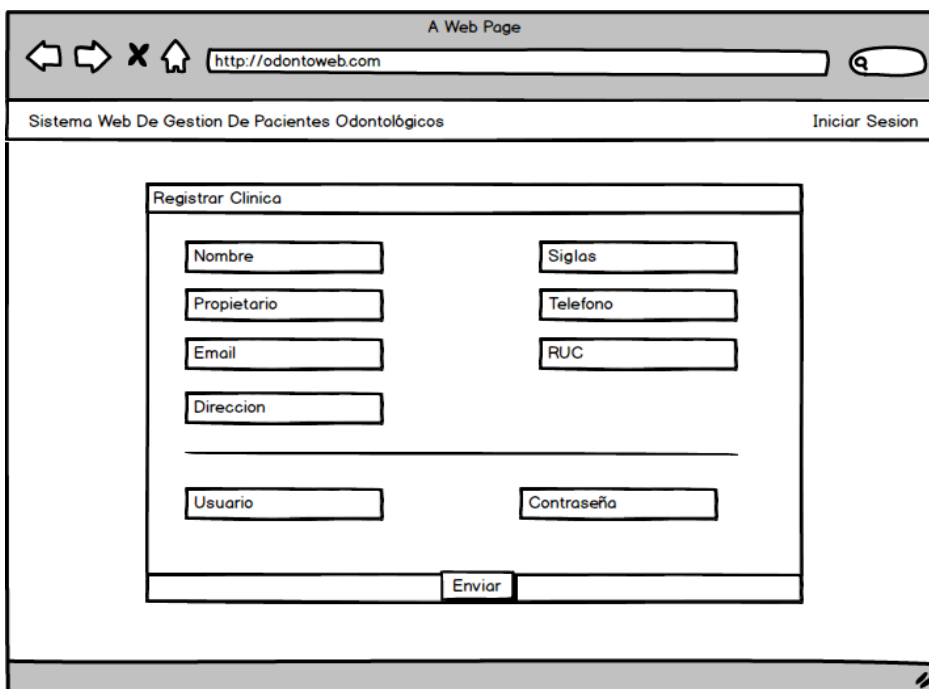 A Web Page
http://odontoweb.com
Sistema Web De Gestion De Pacientes Odontológicos Iniciar Sesion
Registrar Clinica
Nombre Siglas
Propietario Telefono
Email RUC
Direccion
Usuario Contraseña
Enviar